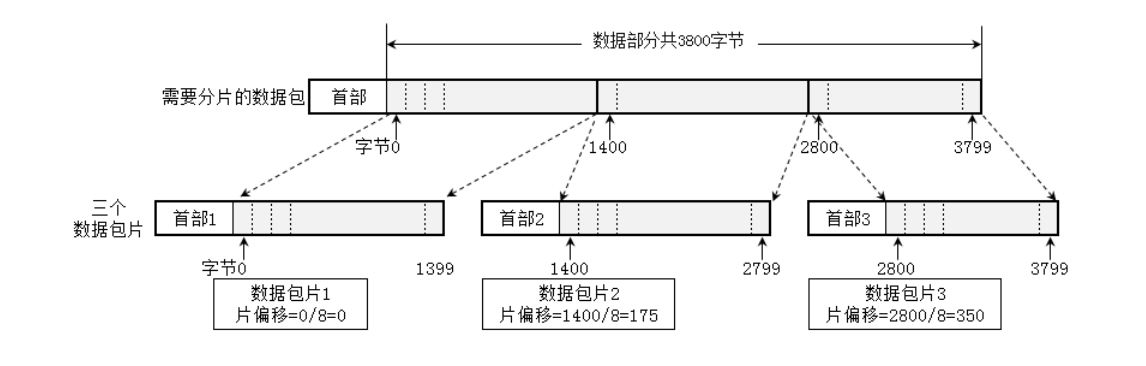 数据部分共3800字节
需要分片的数据包
首部
字节0
1400
2800
3799
三个
数据包片
首部1
首部2
首部3
字节0
1399
1400
2799
2800
3799
数据包片1
片偏移=0/8=0
数据包片2
片偏移=1400/8=175
数据包片3
片偏移=2800/8=350